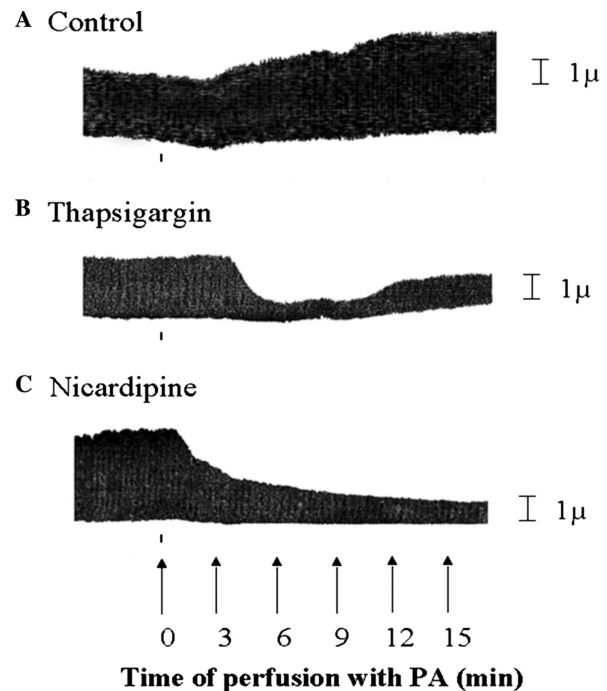 A Control
1μ
B Thapsigargin
1μ
C Nicardipine
1μ
0 3 6 9 12 15
Time of perfusion with PA (min)